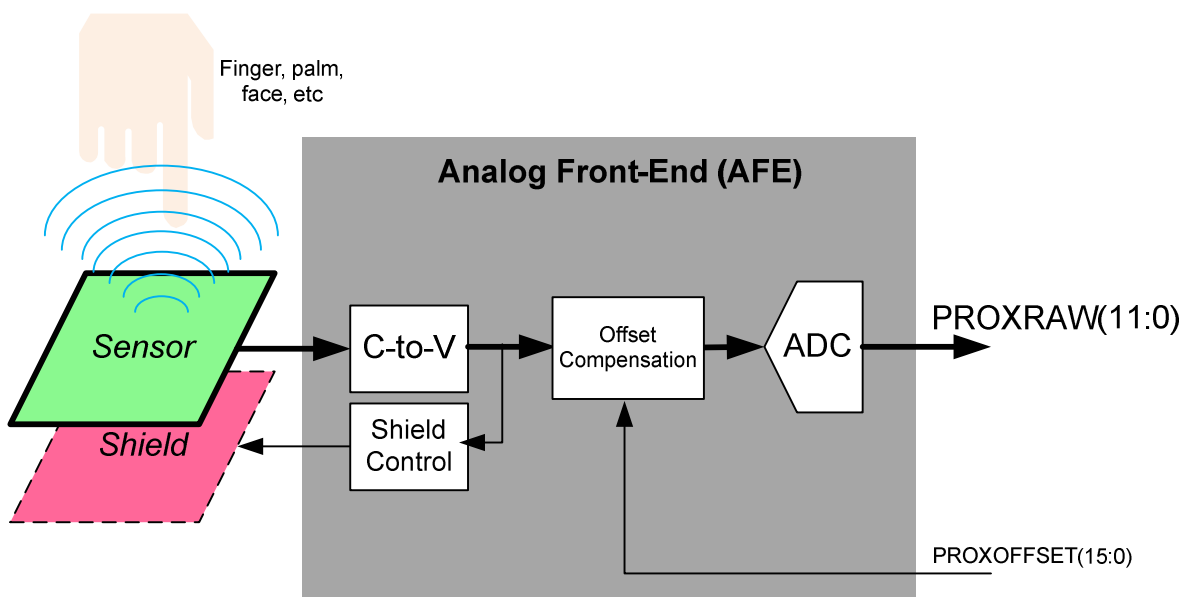 Finger, palm,
face, etc
Analog Front-End (AFE)
Sensor
C-to-V
Offset
Compensation
ADC
PROXRAW(11:0)
Shield
Shield
Control
PROXOFFSET(15:0)